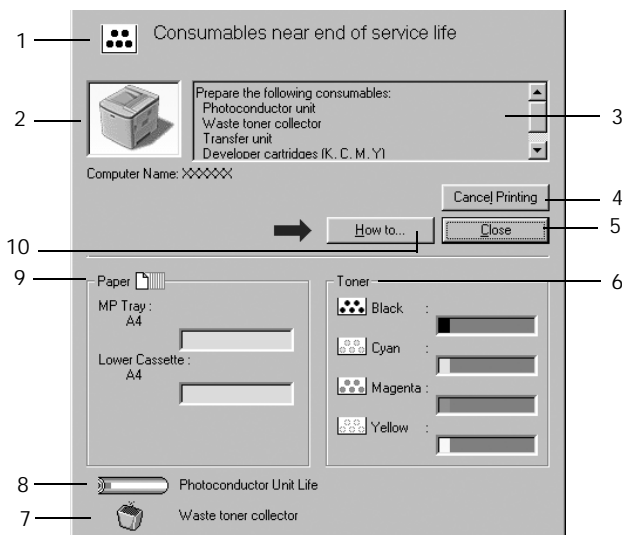 1 Consumables near end of service life
2
Prepare the following consumables:
Photoconductor unit
Waste toner collector
Transfer unit
Developer cartridges (K, C, M, Y)
3
Computer Name: XXXXXX
Cancel Printing 4
How to... Close 5
10
9 Paper
Toner 6
MP Tray :
A4
Lower Cassette :
A4
Black :
Cyan :
Magenta :
Yellow :
8 Photoconductor Unit Life
7 Waste toner collector